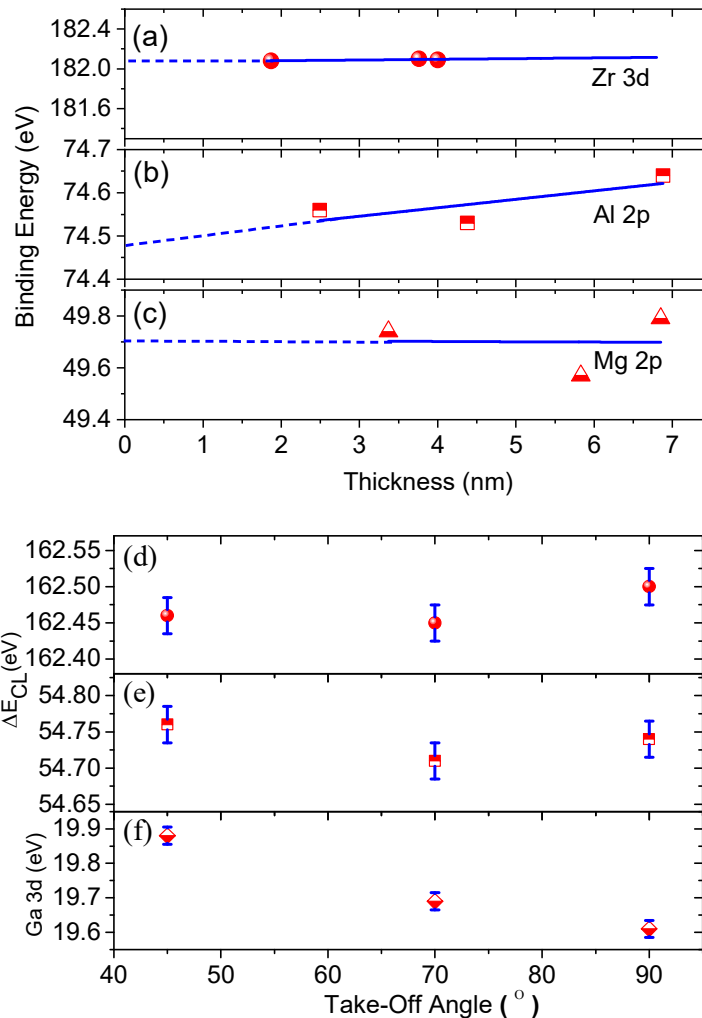 (a)
182.4
182.0
181.6
Zr 3d
(b)
74.7
74.6
74.5
74.4
Al 2p
(c)
49.8
49.6
49.4
Mg 2p
Binding Energy (eV)
0 1 2 3 4 5 6 7
Thickness (nm)
(d)
162.55
162.50
162.45
162.40
(e)
54.80
54.75
54.70
54.65
ΔE_CL(eV)
(f)
19.9
19.8
19.7
19.6
Ga 3d (eV)
40 50 60 70 80 90
Take-Off Angle ( ° )